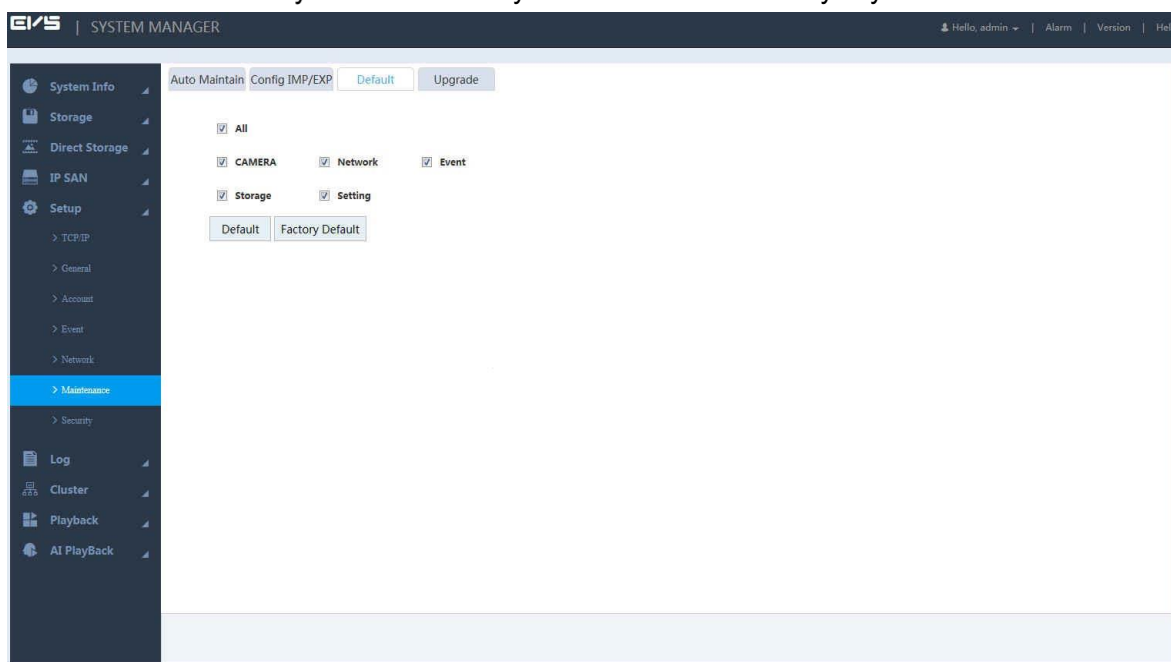 EVS | SYSTEM MANAGER
Hello, admin | Alarm | Version |
Auto Maintain Config IMP/EXP Default Upgrade
System Info
Storage
Direct Storage
IP SAN
Setup
> TCP/IP
> General
> Account
> Event
> Network
> Maintenance
> Security
Log
Cluster
Playback
AI PlayBack
All
CAMERA Network Event
Storage Setting
Default Factory Default